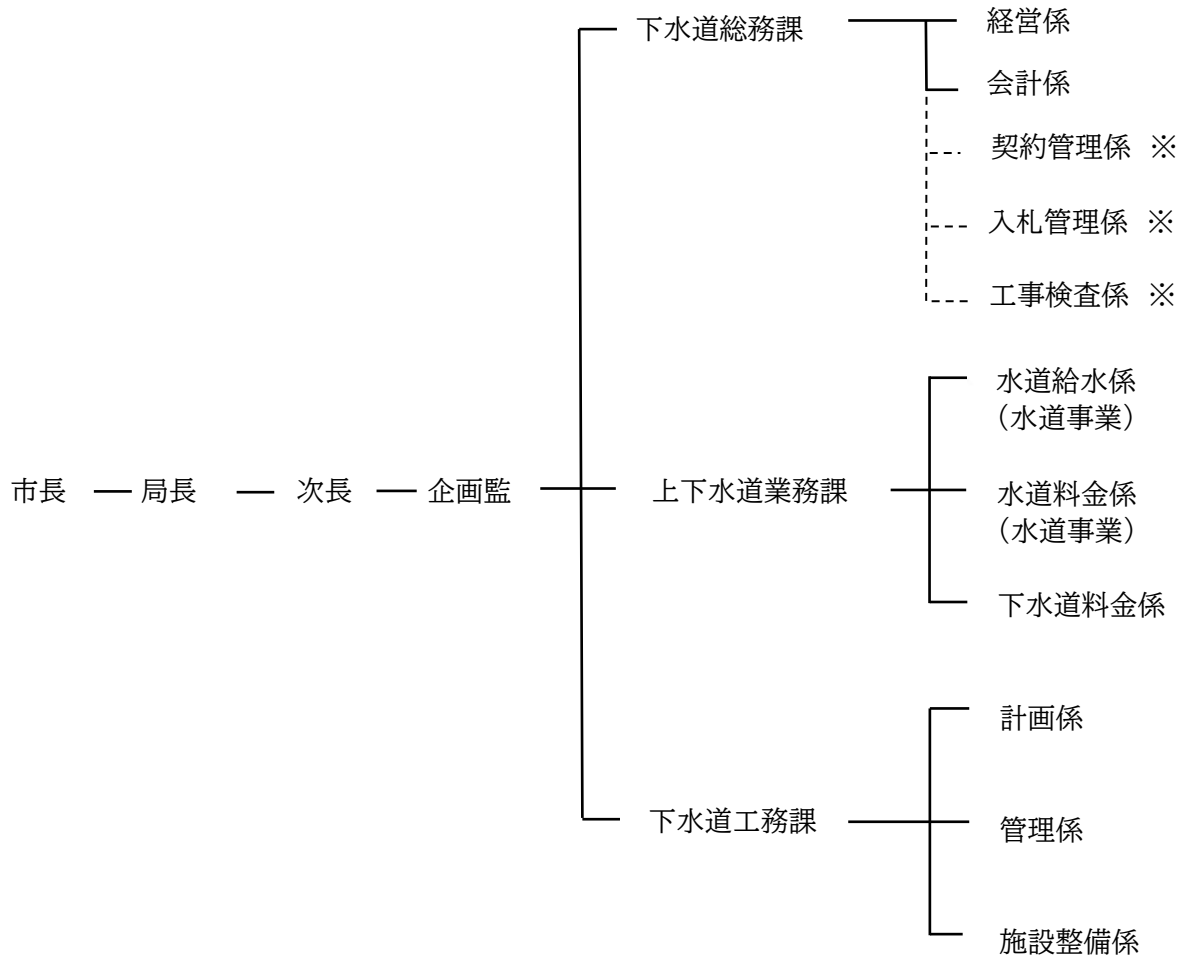 下水道総務課
経営係
会計係
契約管理係 ※
入札管理係 ※
工事検査係 ※
市長
局長
次長
企画監
上下水道業務課
水道給水係
（水道事業）
水道料金係
（水道事業）
下水道料金係
下水道工務課
計画係
管理係
施設整備係